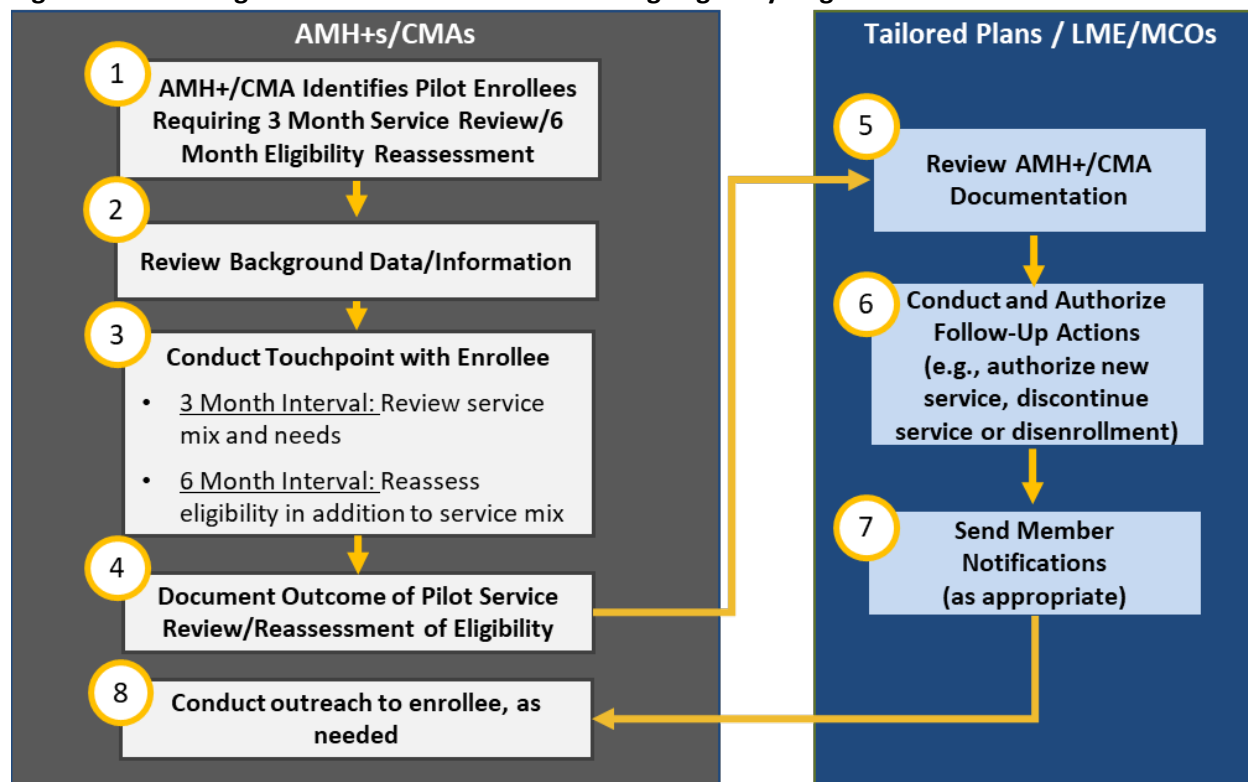 AMH+s/CMAs
1
AMH+/CMA Identifies Pilot Enrollees
Requiring 3 Month Service Review/6
Month Eligibility Reassessment
2
Review Background Data/Information
3
Conduct Touchpoint with Enrollee
• 3 Month Interval: Review service
mix and needs
• 6 Month Interval: Reassess
eligibility in addition to service mix
4
Document Outcome of Pilot Service
Review/Reassessment of Eligibility
8
Conduct outreach to enrollee, as
needed
Tailored Plans / LME/MCOs
5
Review AMH+/CMA
Documentation
6
Conduct and Authorize
Follow-Up Actions
(e.g., authorize new
service, discontinue
service or disenrollment)
7
Send Member
Notifications
(as appropriate)